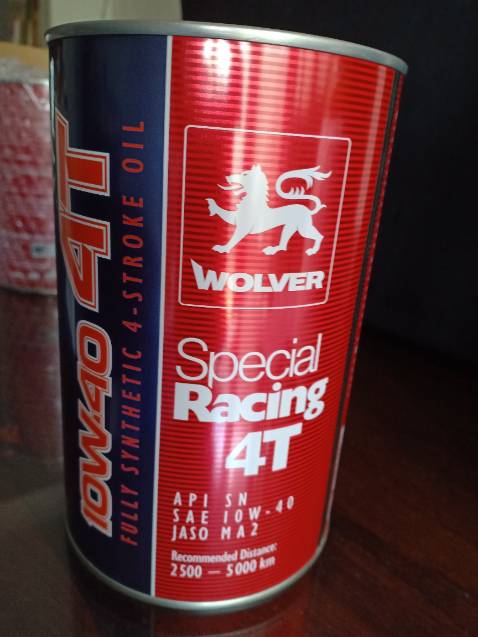 10W40 4T
FULLY SYNTHETIC 4-STROKE OIL
WOLVER
Special
Racing
4T
API SN
SAE 10W-40
JASO MA2
Recommended Distance:
2500 — 5000 km